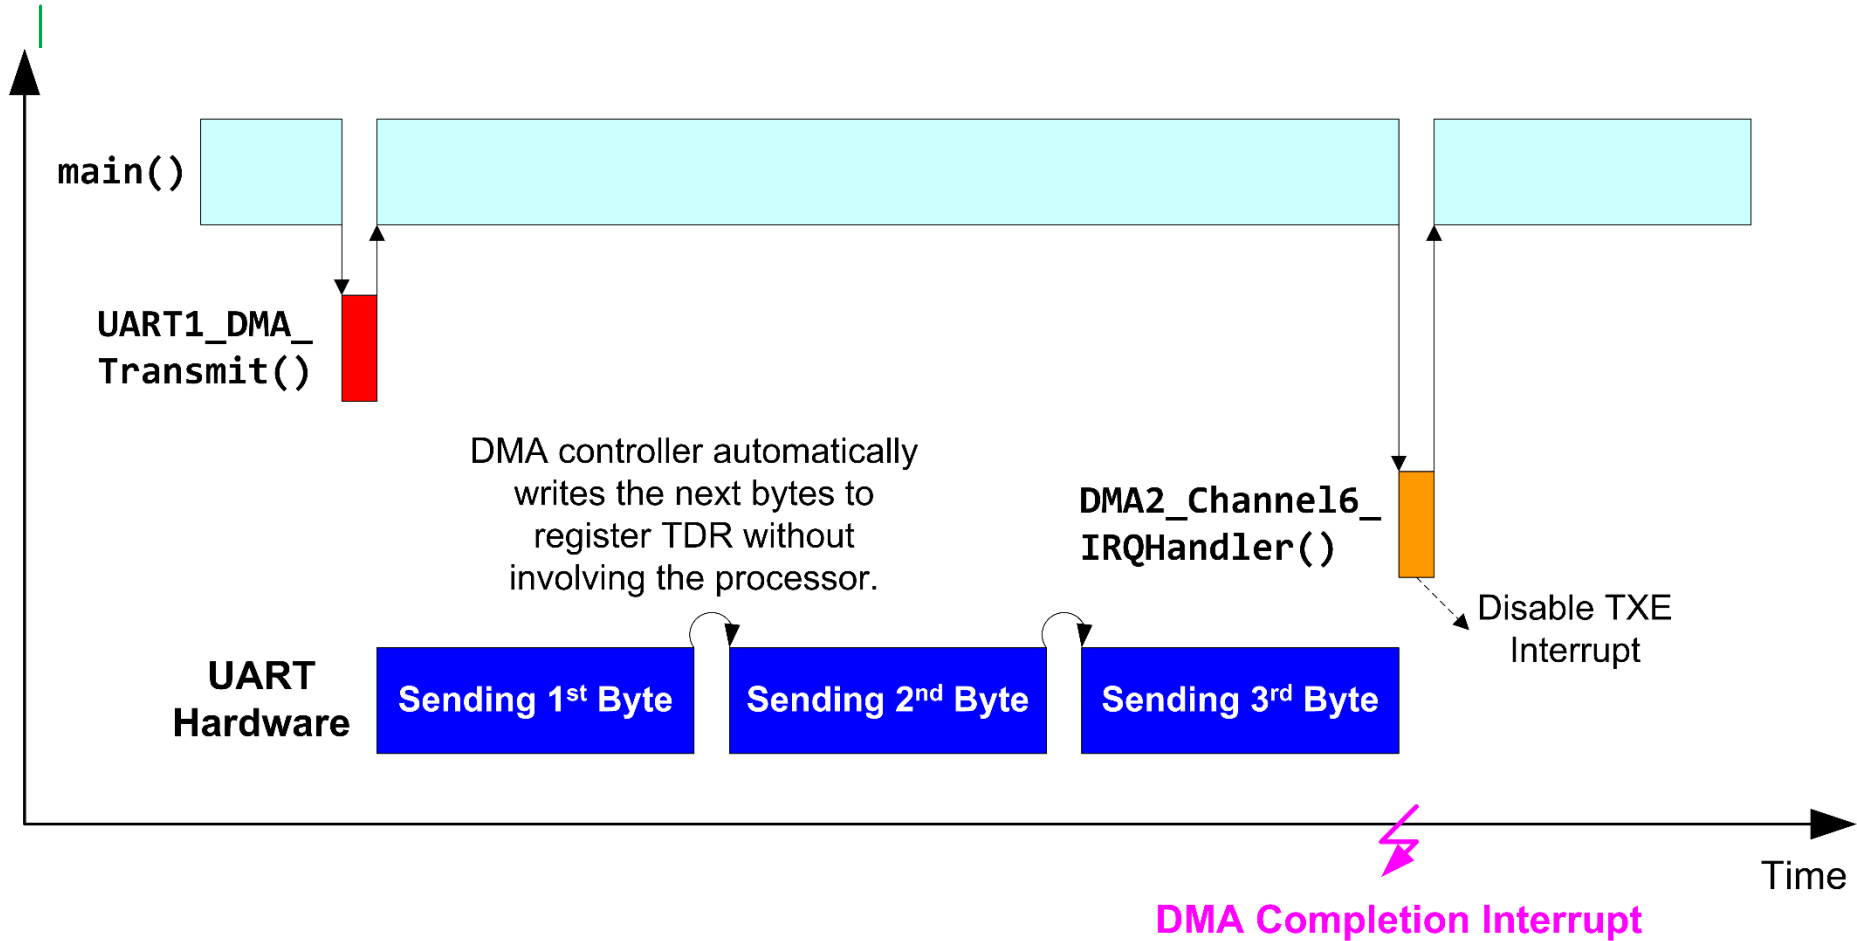 main()
UART1_DMA_
Transmit()
DMA controller automatically
writes the next bytes to
register TDR without
involving the processor.
DMA2_Channel6_
IRQHandler()
Disable TXE
Interrupt
UART
Hardware
Sending 1st Byte
Sending 2nd Byte
Sending 3rd Byte
Time
DMA Completion Interrupt